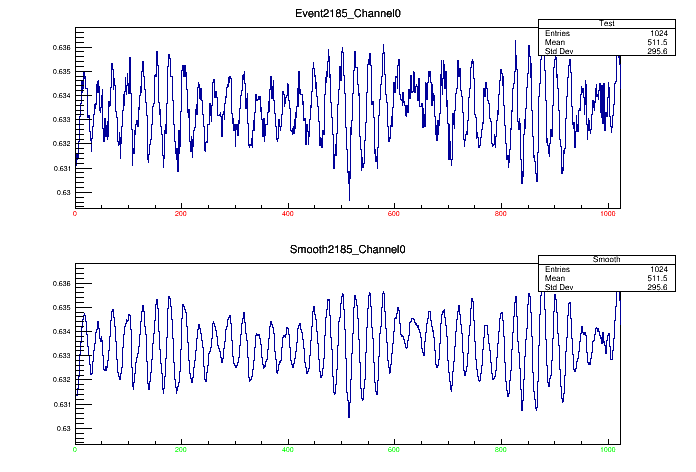 Event2185_Channel0
Test
Entries 1024
Mean 511.5
Std Dev 295.6
0.636
0.635
0.634
0.633
0.632
0.631
0.63
0 200 400 600 800 1000
Smooth2185_Channel0
Smooth
Entries 1024
Mean 511.5
Std Dev 295.6
0.636
0.635
0.634
0.633
0.632
0.631
0.63
0 200 400 600 800 1000